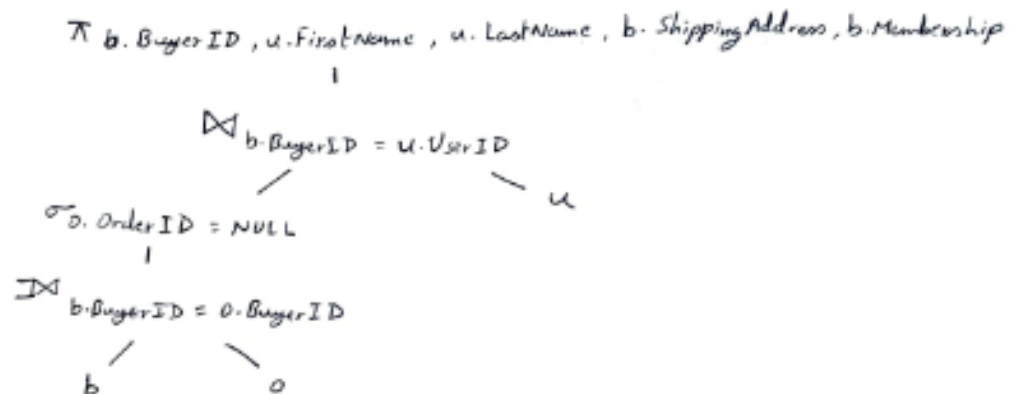 π b.BuyerID, u.FirstName, u.LastName, b.ShippingAddress, b.Membership
⋈ b.BuyerID = u.UserID
σ o.OrderID = NULL
u
⟕ b.BuyerID = o.BuyerID
b
o